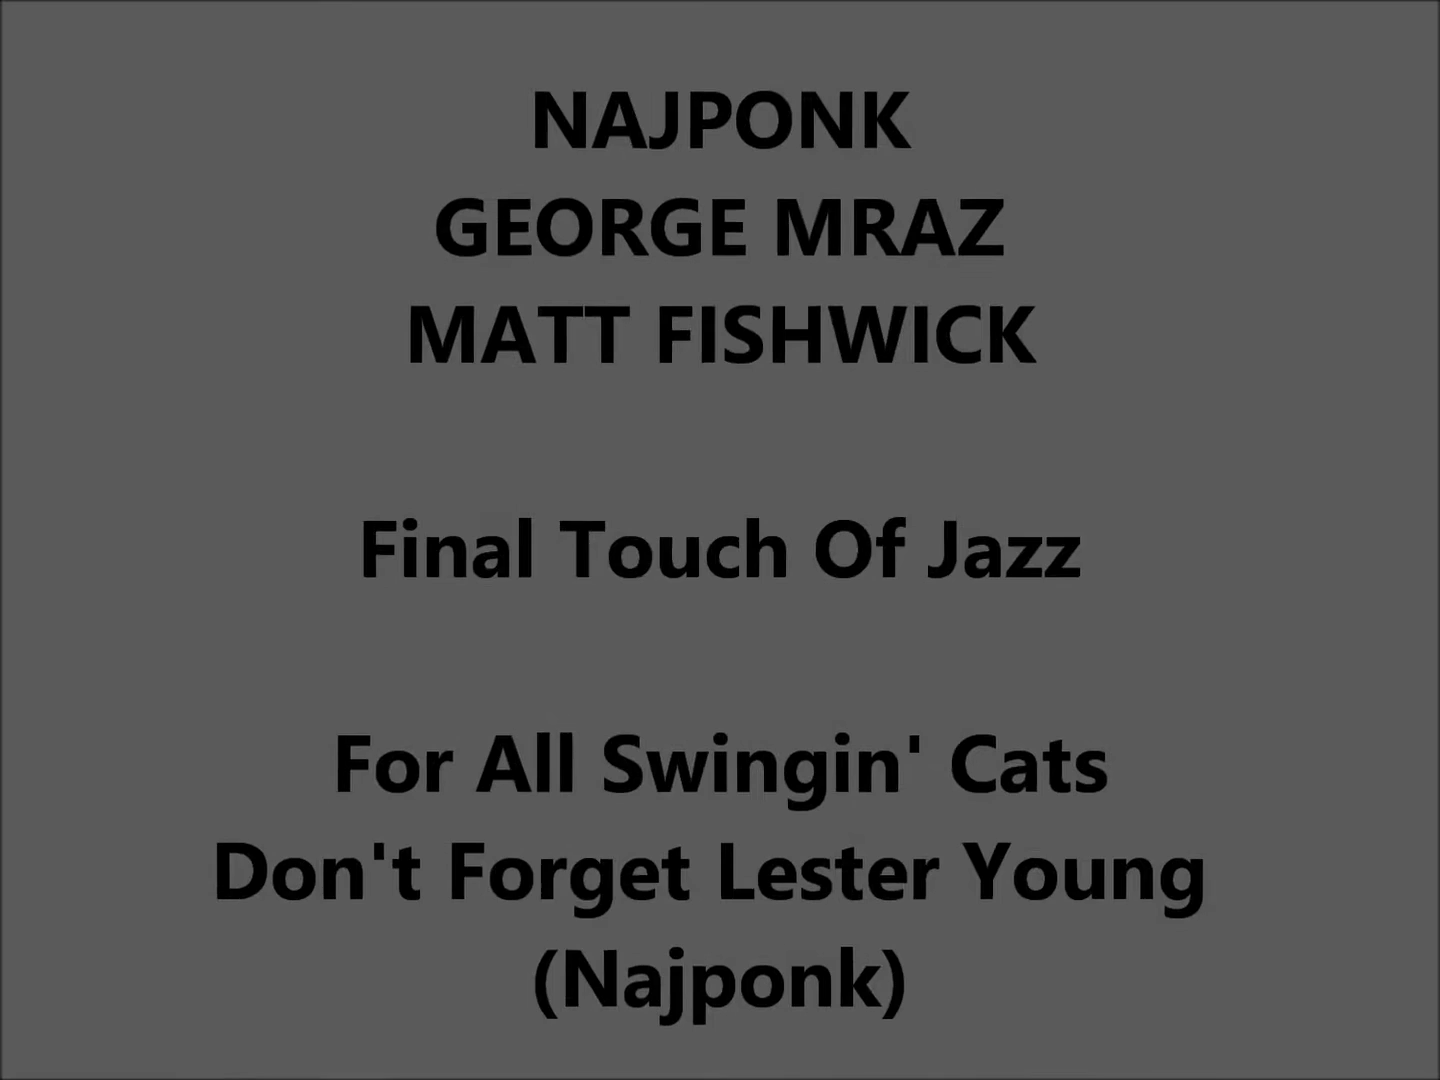 NAJPONK
GEORGE MRAZ
MATT FISHWICK
Final Touch Of Jazz
For All Swingin' Cats
Don't Forget Lester Young
(Najponk)